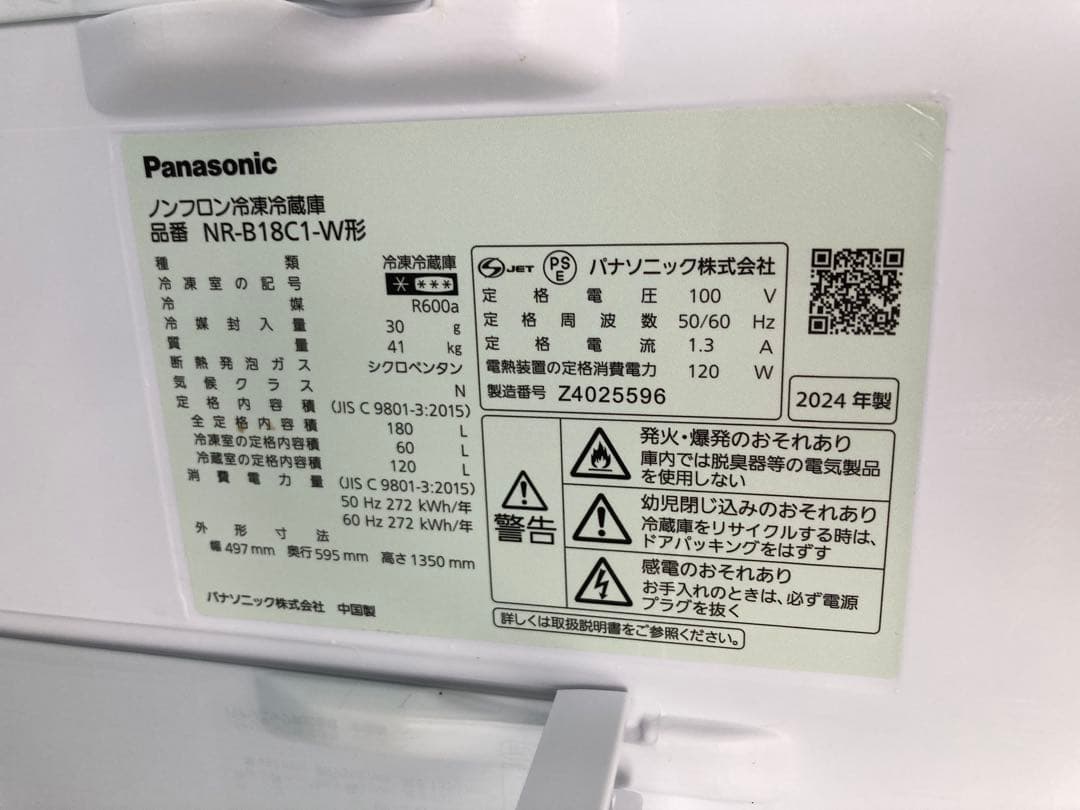 Panasonic
ノンフロン冷凍冷蔵庫
品番 NR-B18C1-W形
種類 冷凍冷蔵庫
冷凍室の記号 * ***
冷媒 R600a
冷媒封入量 30 g
質量 41 kg
断熱発泡ガス シクロペンタン
気候クラス N
定格内容積 (JIS C 9801-3:2015)
全定格内容積 180 L
冷凍室の定格内容積 60 L
冷蔵室の定格内容積 120 L
消費電力量 (JIS C 9801-3:2015)
50 Hz 272 kWh/年
60 Hz 272 kWh/年
外形寸法
幅 497 mm 奥行 595 mm 高さ 1350 mm
パナソニック株式会社 中国製
JET PSE パナソニック株式会社
定格電圧 100 V
定格周波数 50/60 Hz
定格電流 1.3 A
電熱装置の定格消費電力 120 W
製造番号 Z4025596
2024 年製
警告
発火・爆発のおそれあり
庫内では脱臭器等の電気製品
を使用しない
幼児閉じ込みのおそれあり
冷蔵庫をリサイクルする時は、
ドアパッキングをはずす
感電のおそれあり
お手入れのときは、必ず電源
プラグを抜く
詳しくは取扱説明書をご参照ください。